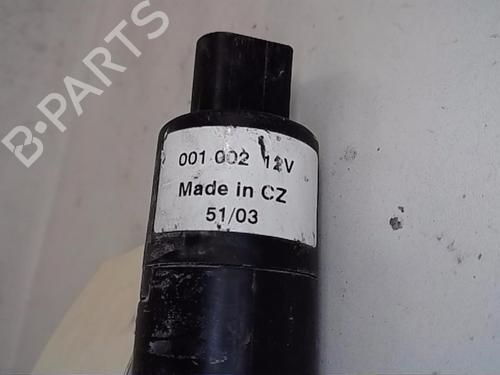 B-PARTS
001 002 12V
Made in CZ
51/03